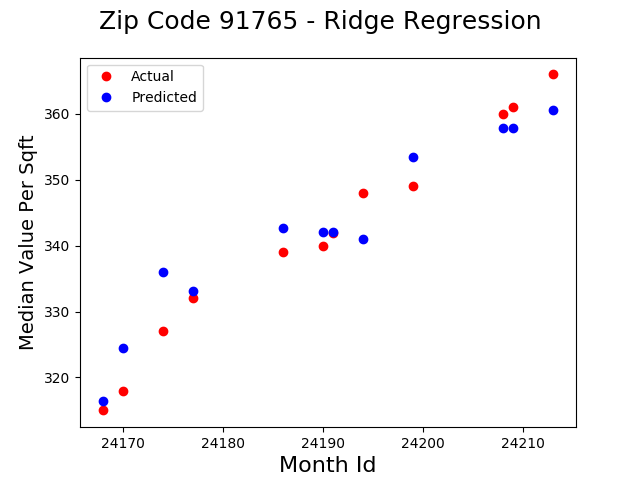 Zip Code 91765 - Ridge Regression
Actual
Predicted
Median Value Per Sqft
360
350
340
330
320
24170 24180 24190 24200 24210
Month Id